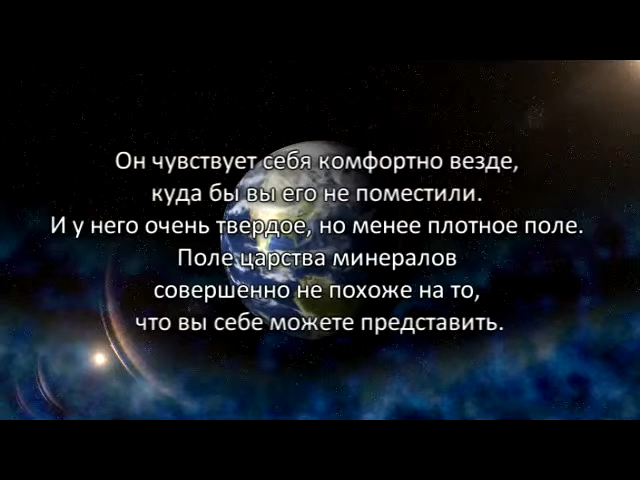 Он чувствует себя комфортно везде,
куда бы вы его не поместили.
И у него очень твердое, но менее плотное поле.
Поле царства минералов
совершенно не похоже на то,
что вы себе можете представить.